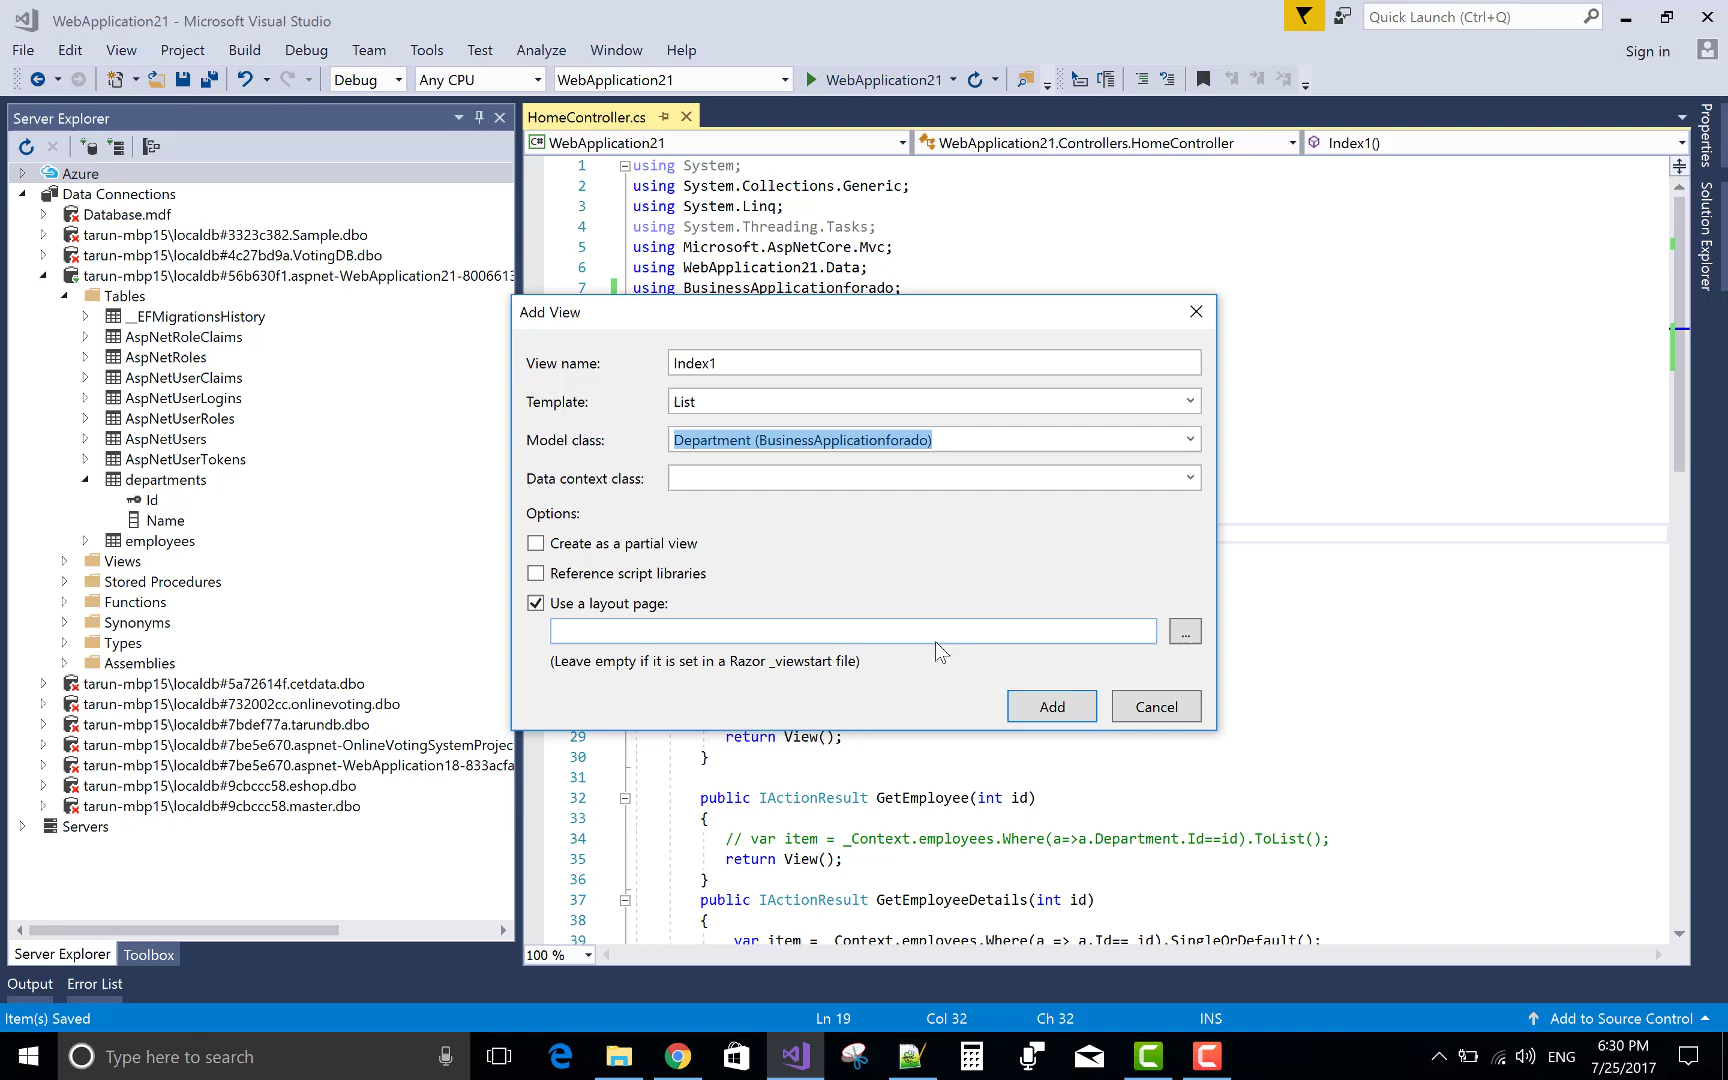 WebApplication21 - Microsoft Visual Studio
Quick Launch (Ctrl+Q)
File Edit View Project Build Debug Team Tools Test Analyze Window Help
Sign in
Debug Any CPU WebApplication21 WebApplication21
Server Explorer
Azure
Data Connections
Database.mdf
tarun-mbp15\localdb#3323c382.Sample.dbo
tarun-mbp15\localdb#4c27bd9a.VotingDB.dbo
tarun-mbp15\localdb#56b630f1.aspnet-WebApplication21-8006613
Tables
__EFMigrationsHistory
AspNetRoleClaims
AspNetRoles
AspNetUserClaims
AspNetUserLogins
AspNetUserRoles
AspNetUsers
AspNetUserTokens
departments
Id
Name
employees
Views
Stored Procedures
Functions
Synonyms
Types
Assemblies
tarun-mbp15\localdb#5a72614f.cetdata.dbo
tarun-mbp15\localdb#732002cc.onlinevoting.dbo
tarun-mbp15\localdb#7bdef77a.tarundb.dbo
tarun-mbp15\localdb#7be5e670.aspnet-OnlineVotingSystemProjec
tarun-mbp15\localdb#7be5e670.aspnet-WebApplication18-833acfa
tarun-mbp15\localdb#9cbccc58.eshop.dbo
tarun-mbp15\localdb#9cbccc58.master.dbo
Servers
Server Explorer Toolbox
HomeController.cs
C# WebApplication21 WebApplication21.Controllers.HomeController Index1()
1 using System;
2 using System.Collections.Generic;
3 using System.Linq;
4 using System.Threading.Tasks;
5 using Microsoft.AspNetCore.Mvc;
6 using WebApplication21.Data;
7 using BusinessApplicationforado;
Add View
View name: Index1
Template: List
Model class: Department (BusinessApplicationforado)
Data context class:
Options:
Create as a partial view
Reference script libraries
Use a layout page:
...
(Leave empty if it is set in a Razor _viewstart file)
Add Cancel
29 return View();
30 }
31
32 public IActionResult GetEmployee(int id)
33 {
34 // var item = _Context.employees.Where(a=>a.Department.Id==id).ToList();
35 return View();
36 }
37 public IActionResult GetEmployeeDetails(int id)
38 {
39 var item = _Context.employees.Where(a => a.Id== id).SingleOrDefault();
100 %
Properties
Solution Explorer
Output Error List
Item(s) Saved Ln 19 Col 32 Ch 32 INS Add to Source Control
Type here to search
ENG
6:30 PM
7/25/2017